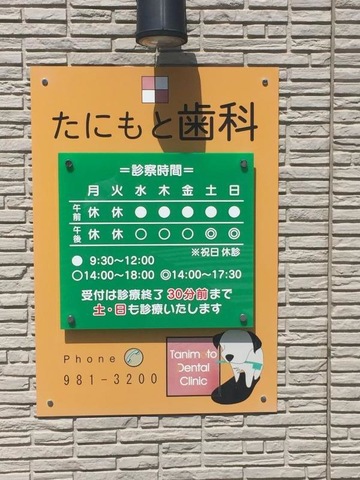 たにもと歯科
＝診察時間＝
月 火 水 木 金 土 日
午前 休 休 ● ● ● ● ●
午後 休 休 ○ ○ ○ ◎ ◎
※祝日休診
● 9:30～12:00
○14:00～18:00 ◎14:00～17:30
受付は診療終了 30分前まで
土・日も診療いたします
Phone
981-3200
Tanimoto
Dental
Clinic